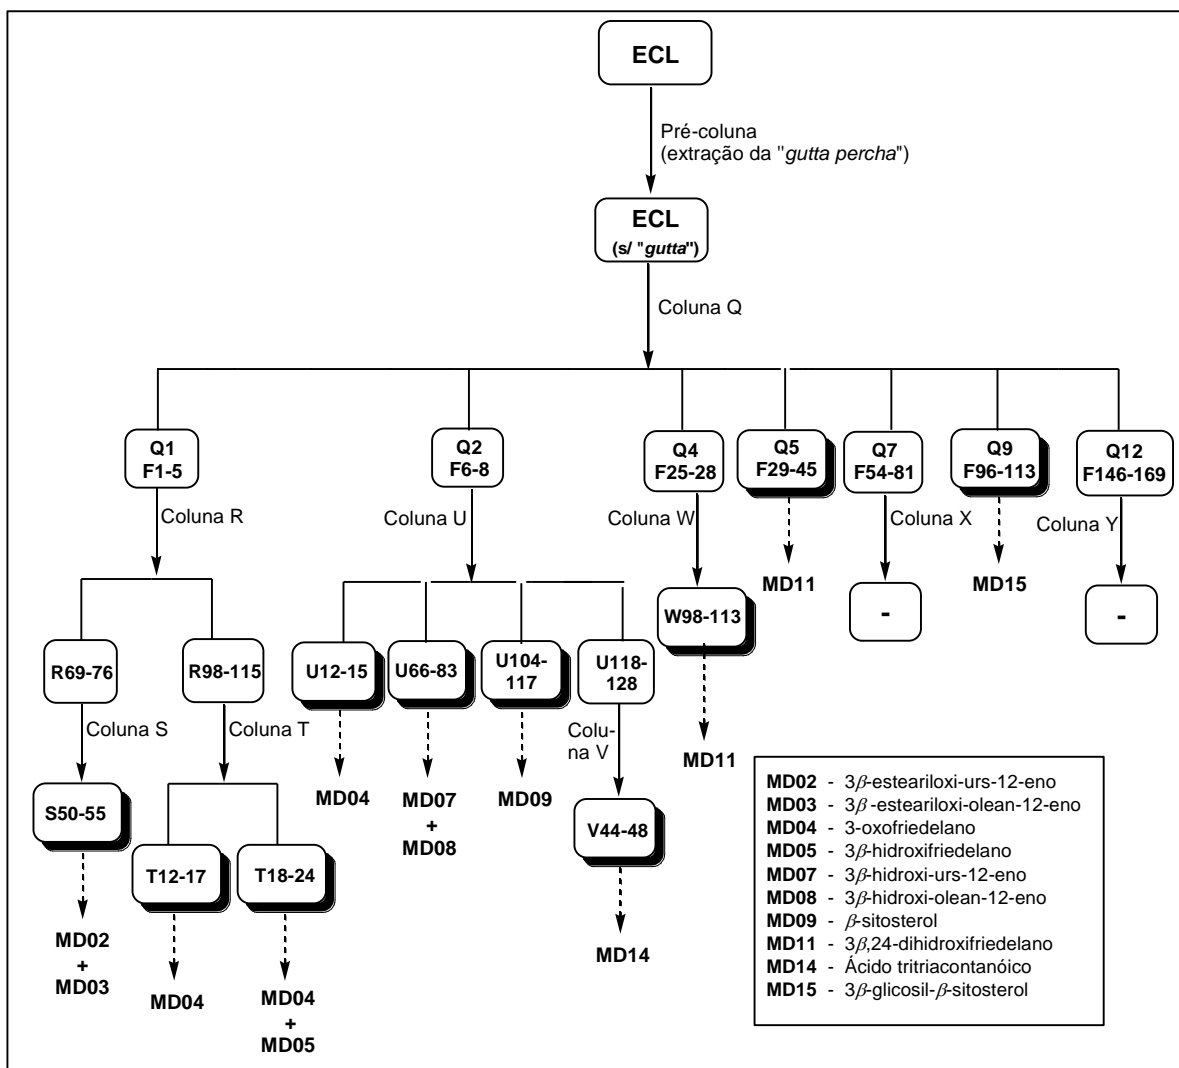 ECL
Pré-coluna
(extração da "gutta percha")
ECL
(s/ "gutta")
Coluna Q
Q1
F1-5
Q2
F6-8
Q4
F25-28
Q5
F29-45
Q7
F54-81
Q9
F96-113
Q12
F146-169
Coluna R
Coluna U
Coluna W
Coluna X
Coluna Y
MD11
MD15
-
-
R69-76
R98-115
U12-15
U66-83
U104-
117
U118-
128
W98-113
Coluna S
Coluna T
Colu-
na V
MD04
MD07
+
MD08
MD09
MD11
S50-55
T12-17
T18-24
V44-48
MD02
+
MD03
MD04
MD04
+
MD05
MD14
MD02 - 3β-esteariloxi-urs-12-eno
MD03 - 3β-esteariloxi-olean-12-eno
MD04 - 3-oxofriedelano
MD05 - 3β-hidroxifriedelano
MD07 - 3β-hidroxi-urs-12-eno
MD08 - 3β-hidroxi-olean-12-eno
MD09 - β-sitosterol
MD11 - 3β,24-dihidroxifriedelano
MD14 - Ácido tritriacontanóico
MD15 - 3β-glicosil-β-sitosterol